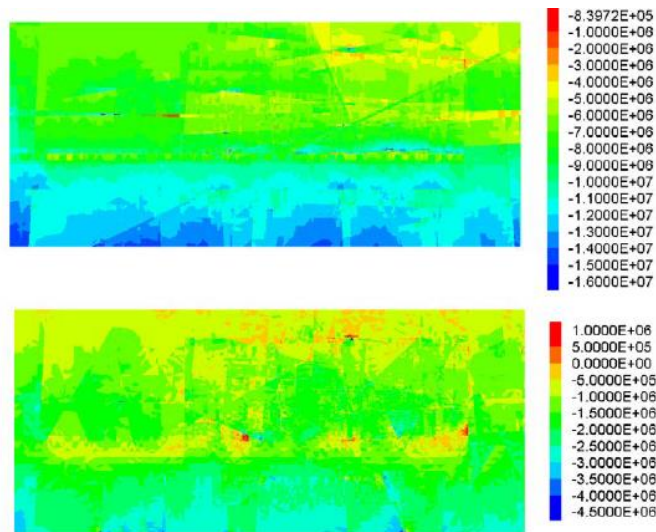 -8.3972E+05
-1.0000E+06
-2.0000E+06
-3.0000E+06
-4.0000E+06
-5.0000E+06
-6.0000E+06
-7.0000E+06
-8.0000E+06
-9.0000E+06
-1.0000E+07
-1.1000E+07
-1.2000E+07
-1.3000E+07
-1.4000E+07
-1.5000E+07
-1.6000E+07
1.0000E+06
5.0000E+05
0.0000E+00
-5.0000E+05
-1.0000E+06
-1.5000E+06
-2.0000E+06
-2.5000E+06
-3.0000E+06
-3.5000E+06
-4.0000E+06
-4.5000E+06